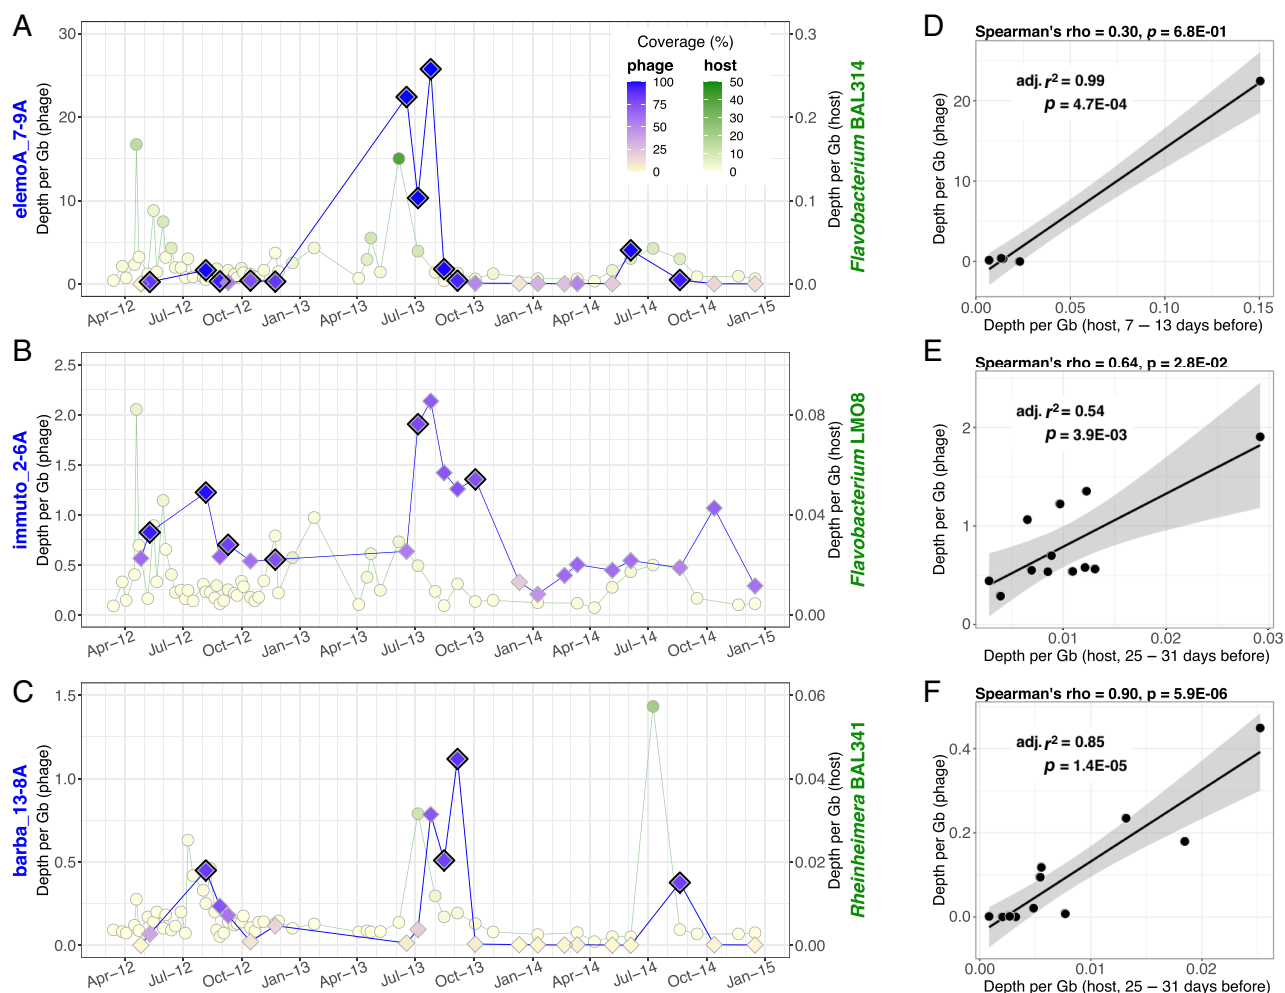 A
elemoA_7-9A
Depth per Gb (phage)
30
20
10
0
Coverage (%)
phage
host
100
75
50
25
0
50
40
30
20
10
0
0.3
0.2
0.1
0.0
Depth per Gb (host)
Flavobacterium BAL314
Apr–12
Jul–12
Oct–12
Jan–13
Apr–13
Jul–13
Oct–13
Jan–14
Apr–14
Jul–14
Oct–14
Jan–15
B
immuto_2-6A
Depth per Gb (phage)
2.5
2.0
1.5
1.0
0.5
0.0
0.08
0.04
0.00
Depth per Gb (host)
Flavobacterium LMO8
Apr–12
Jul–12
Oct–12
Jan–13
Apr–13
Jul–13
Oct–13
Jan–14
Apr–14
Jul–14
Oct–14
Jan–15
C
barba_13-8A
Depth per Gb (phage)
1.5
1.0
0.5
0.0
0.06
0.04
0.02
0.00
Depth per Gb (host)
Rheinheimera BAL341
Apr–12
Jul–12
Oct–12
Jan–13
Apr–13
Jul–13
Oct–13
Jan–14
Apr–14
Jul–14
Oct–14
Jan–15
D
Spearman's rho = 0.30, p = 6.8E-01
adj. r² = 0.99
p = 4.7E-04
Depth per Gb (phage)
20
10
0
0.00
0.05
0.10
0.15
Depth per Gb (host, 7 – 13 days before)
E
Spearman's rho = 0.64, p = 2.8E-02
adj. r² = 0.54
p = 3.9E-03
Depth per Gb (phage)
2
1
0
0.01
0.02
0.03
Depth per Gb (host, 25 – 31 days before)
F
Spearman's rho = 0.90, p = 5.9E-06
adj. r² = 0.85
p = 1.4E-05
Depth per Gb (phage)
0.4
0.2
0.0
0.00
0.01
0.02
Depth per Gb (host, 25 – 31 days before)